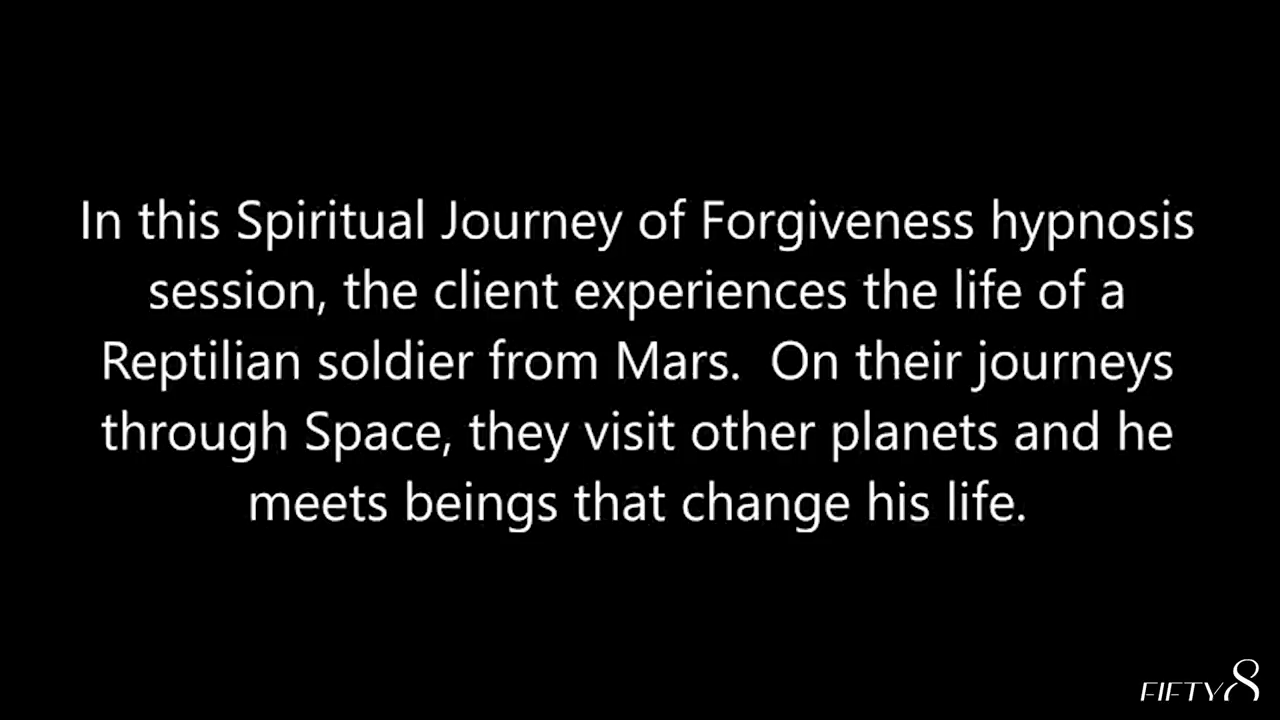 In this Spiritual Journey of Forgiveness hypnosis
session, the client experiences the life of a
Reptilian soldier from Mars.  On their journeys
through Space, they visit other planets and he
meets beings that change his life.
FIFTY8